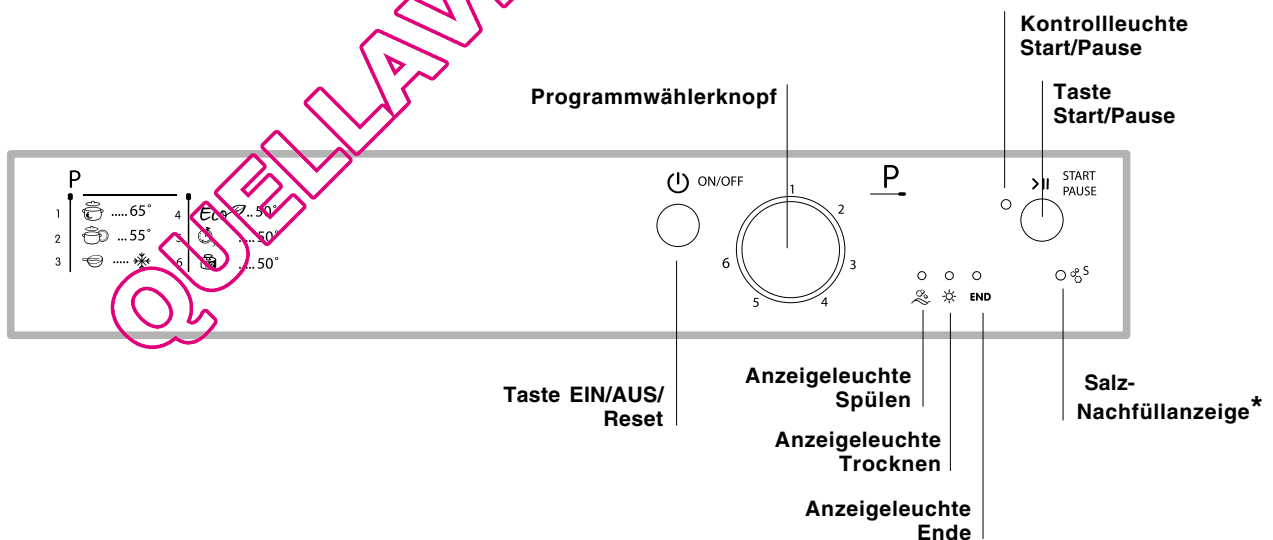 Kontrollleuchte
Start/Pause
Programmwählerknopf
Taste
Start/Pause
P
1 .....65°
2 ...55°
3 .....
4 Eco ..50°
5 ....50°
6 ....50°
ON/OFF
1
2
3
4
5
6
P
>II START
PAUSE
S
END
Taste EIN/AUS/
Reset
Anzeigeleuchte
Spülen
Anzeigeleuchte
Trocknen
Anzeigeleuchte
Ende
Salz-
Nachfüllanzeige*
QUELLAV